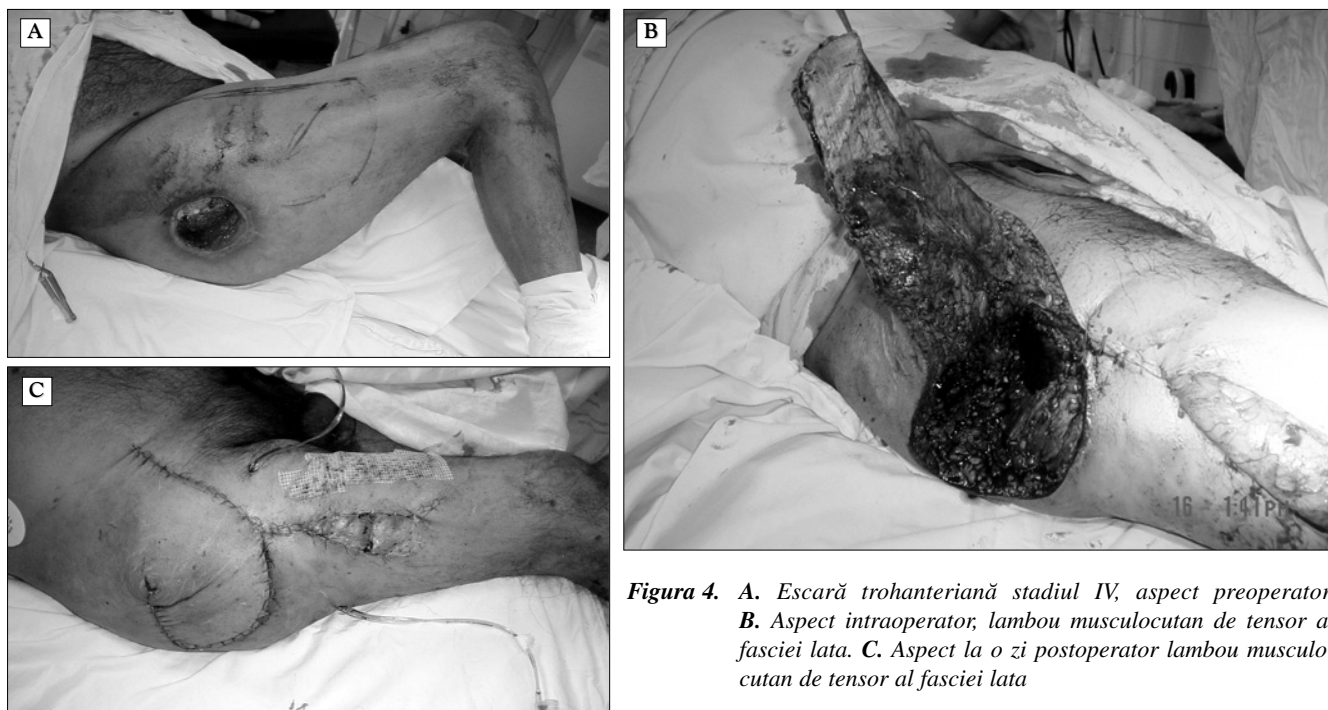 A
B
C
16 1:41PM
Figura 4. A. Escară trohanteriană stadiul IV, aspect preoperator
B. Aspect intraoperator, lambou musculocutan de tensor a
fasciei lata. C. Aspect la o zi postoperator lambou musculo
cutan de tensor al fasciei lata